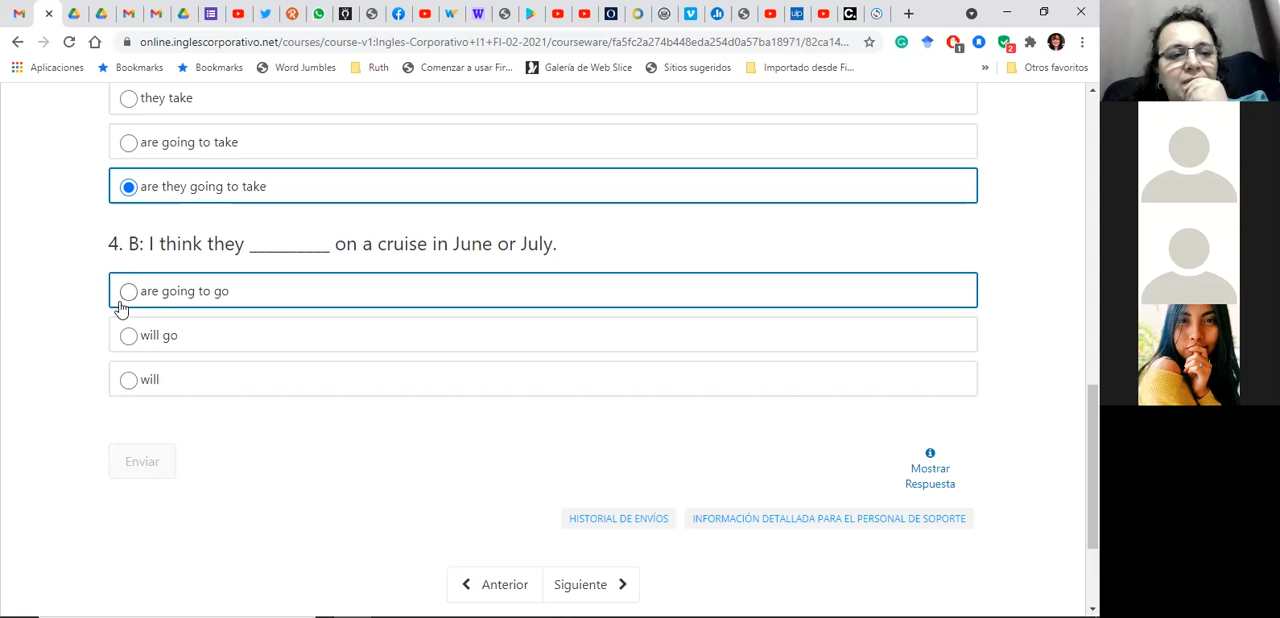 online.inglescorporativo.net/courses/course-v1:Ingles-Corporativo+I1+FI-02-2021/courseware/fa5fc2a274b448eda254d0a57ba18971/82ca14...
Aplicaciones Bookmarks Bookmarks Word Jumbles Ruth Comenzar a usar Fir... Galería de Web Slice Sitios sugeridos Importado desde Fi... » Otros favoritos
they take
are going to take
are they going to take
4. B: I think they __________ on a cruise in June or July.
are going to go
will go
will
Enviar
Mostrar
Respuesta
HISTORIAL DE ENVÍOS INFORMACIÓN DETALLADA PARA EL PERSONAL DE SOPORTE
Anterior Siguiente